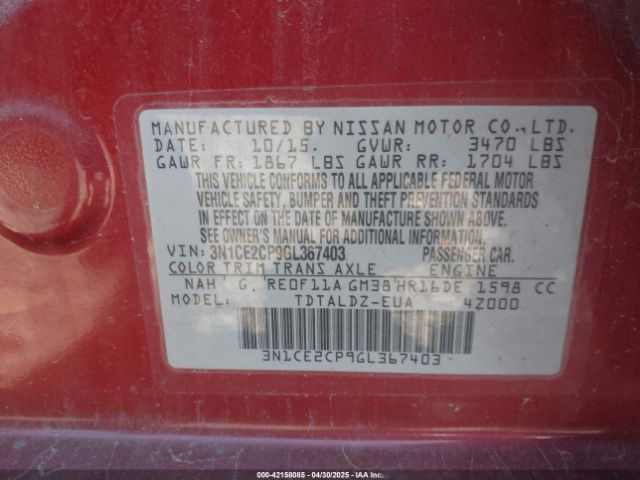 MANUFACTURED BY NISSAN MOTOR CO.,LTD.
DATE: 10/15. GVWR: 3470 LBS
GAWR FR: 1867 LBS GAWR RR: 1704 LBS
THIS VEHICLE CONFORMS TO ALL APPLICABLE FEDERAL MOTOR
VEHICLE SAFETY, BUMPER AND THEFT PREVENTION STANDARDS
IN EFFECT ON THE DATE OF MANUFACTURE SHOWN ABOVE.
SEE OWNER'S MANUAL FOR ADDITIONAL INFORMATION.
VIN: 3N1CE2CP9GL367403 PASSENGER CAR.
COLOR TRIM TRANS AXLE ENGINE
NAH G. RE0F11A GM38 HR16DE 1598 CC
MODEL: TDTALDZ-EUA 4Z000
3N1CE2CP9GL367403
000-42158085 - 04/30/2025 - IAA Inc.